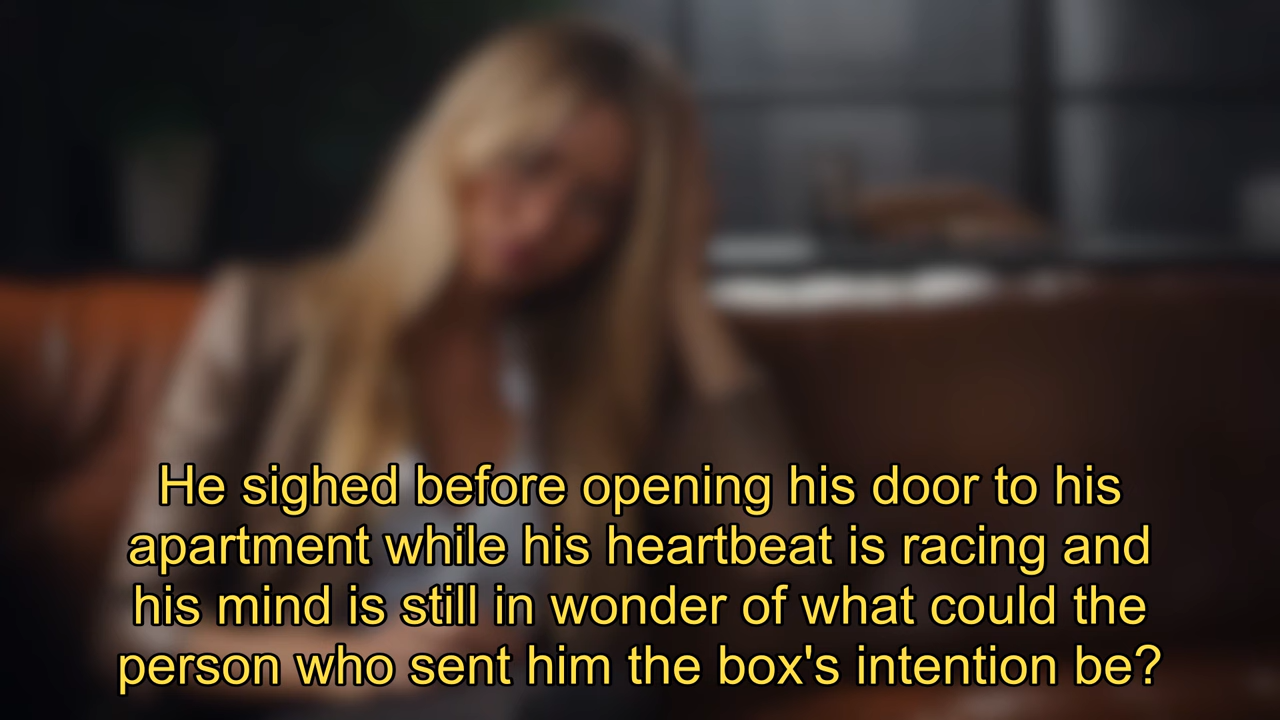 He sighed before opening his door to his
apartment while his heartbeat is racing and
his mind is still in wonder of what could the
person who sent him the box's intention be?